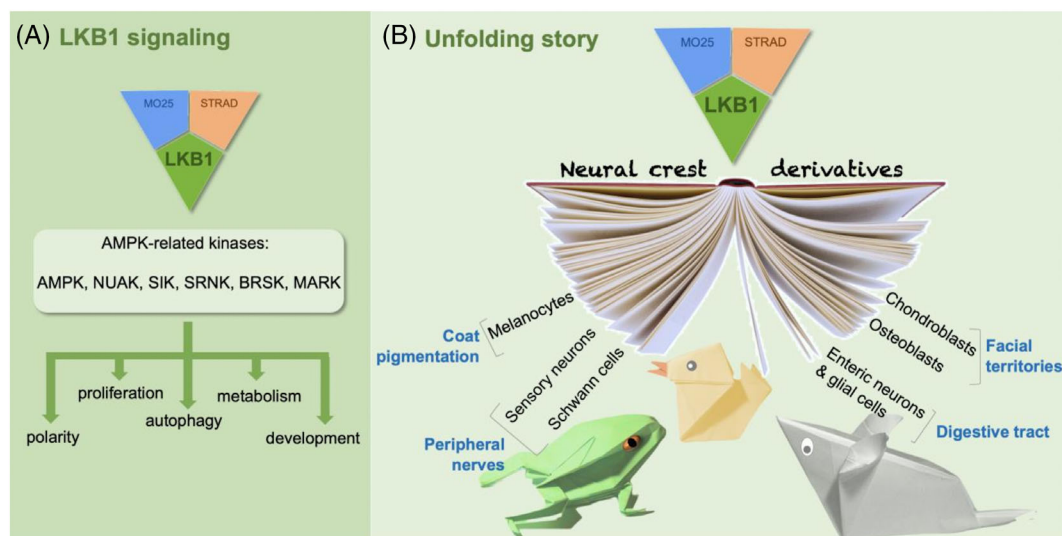 (A) LKB1 signaling
MO25 STRAD
LKB1
AMPK-related kinases:
AMPK, NUAK, SIK, SRNK, BRSK, MARK
proliferation
metabolism
autophagy
polarity
development
(B) Unfolding story
MO25 STRAD
LKB1
Neural crest derivatives
Melanocytes
Coat
pigmentation
Sensory neurons
Schwann cells
Peripheral
nerves
Chondroblasts
Osteoblasts
Facial
territories
Enteric neurons
& glial cells
Digestive tract